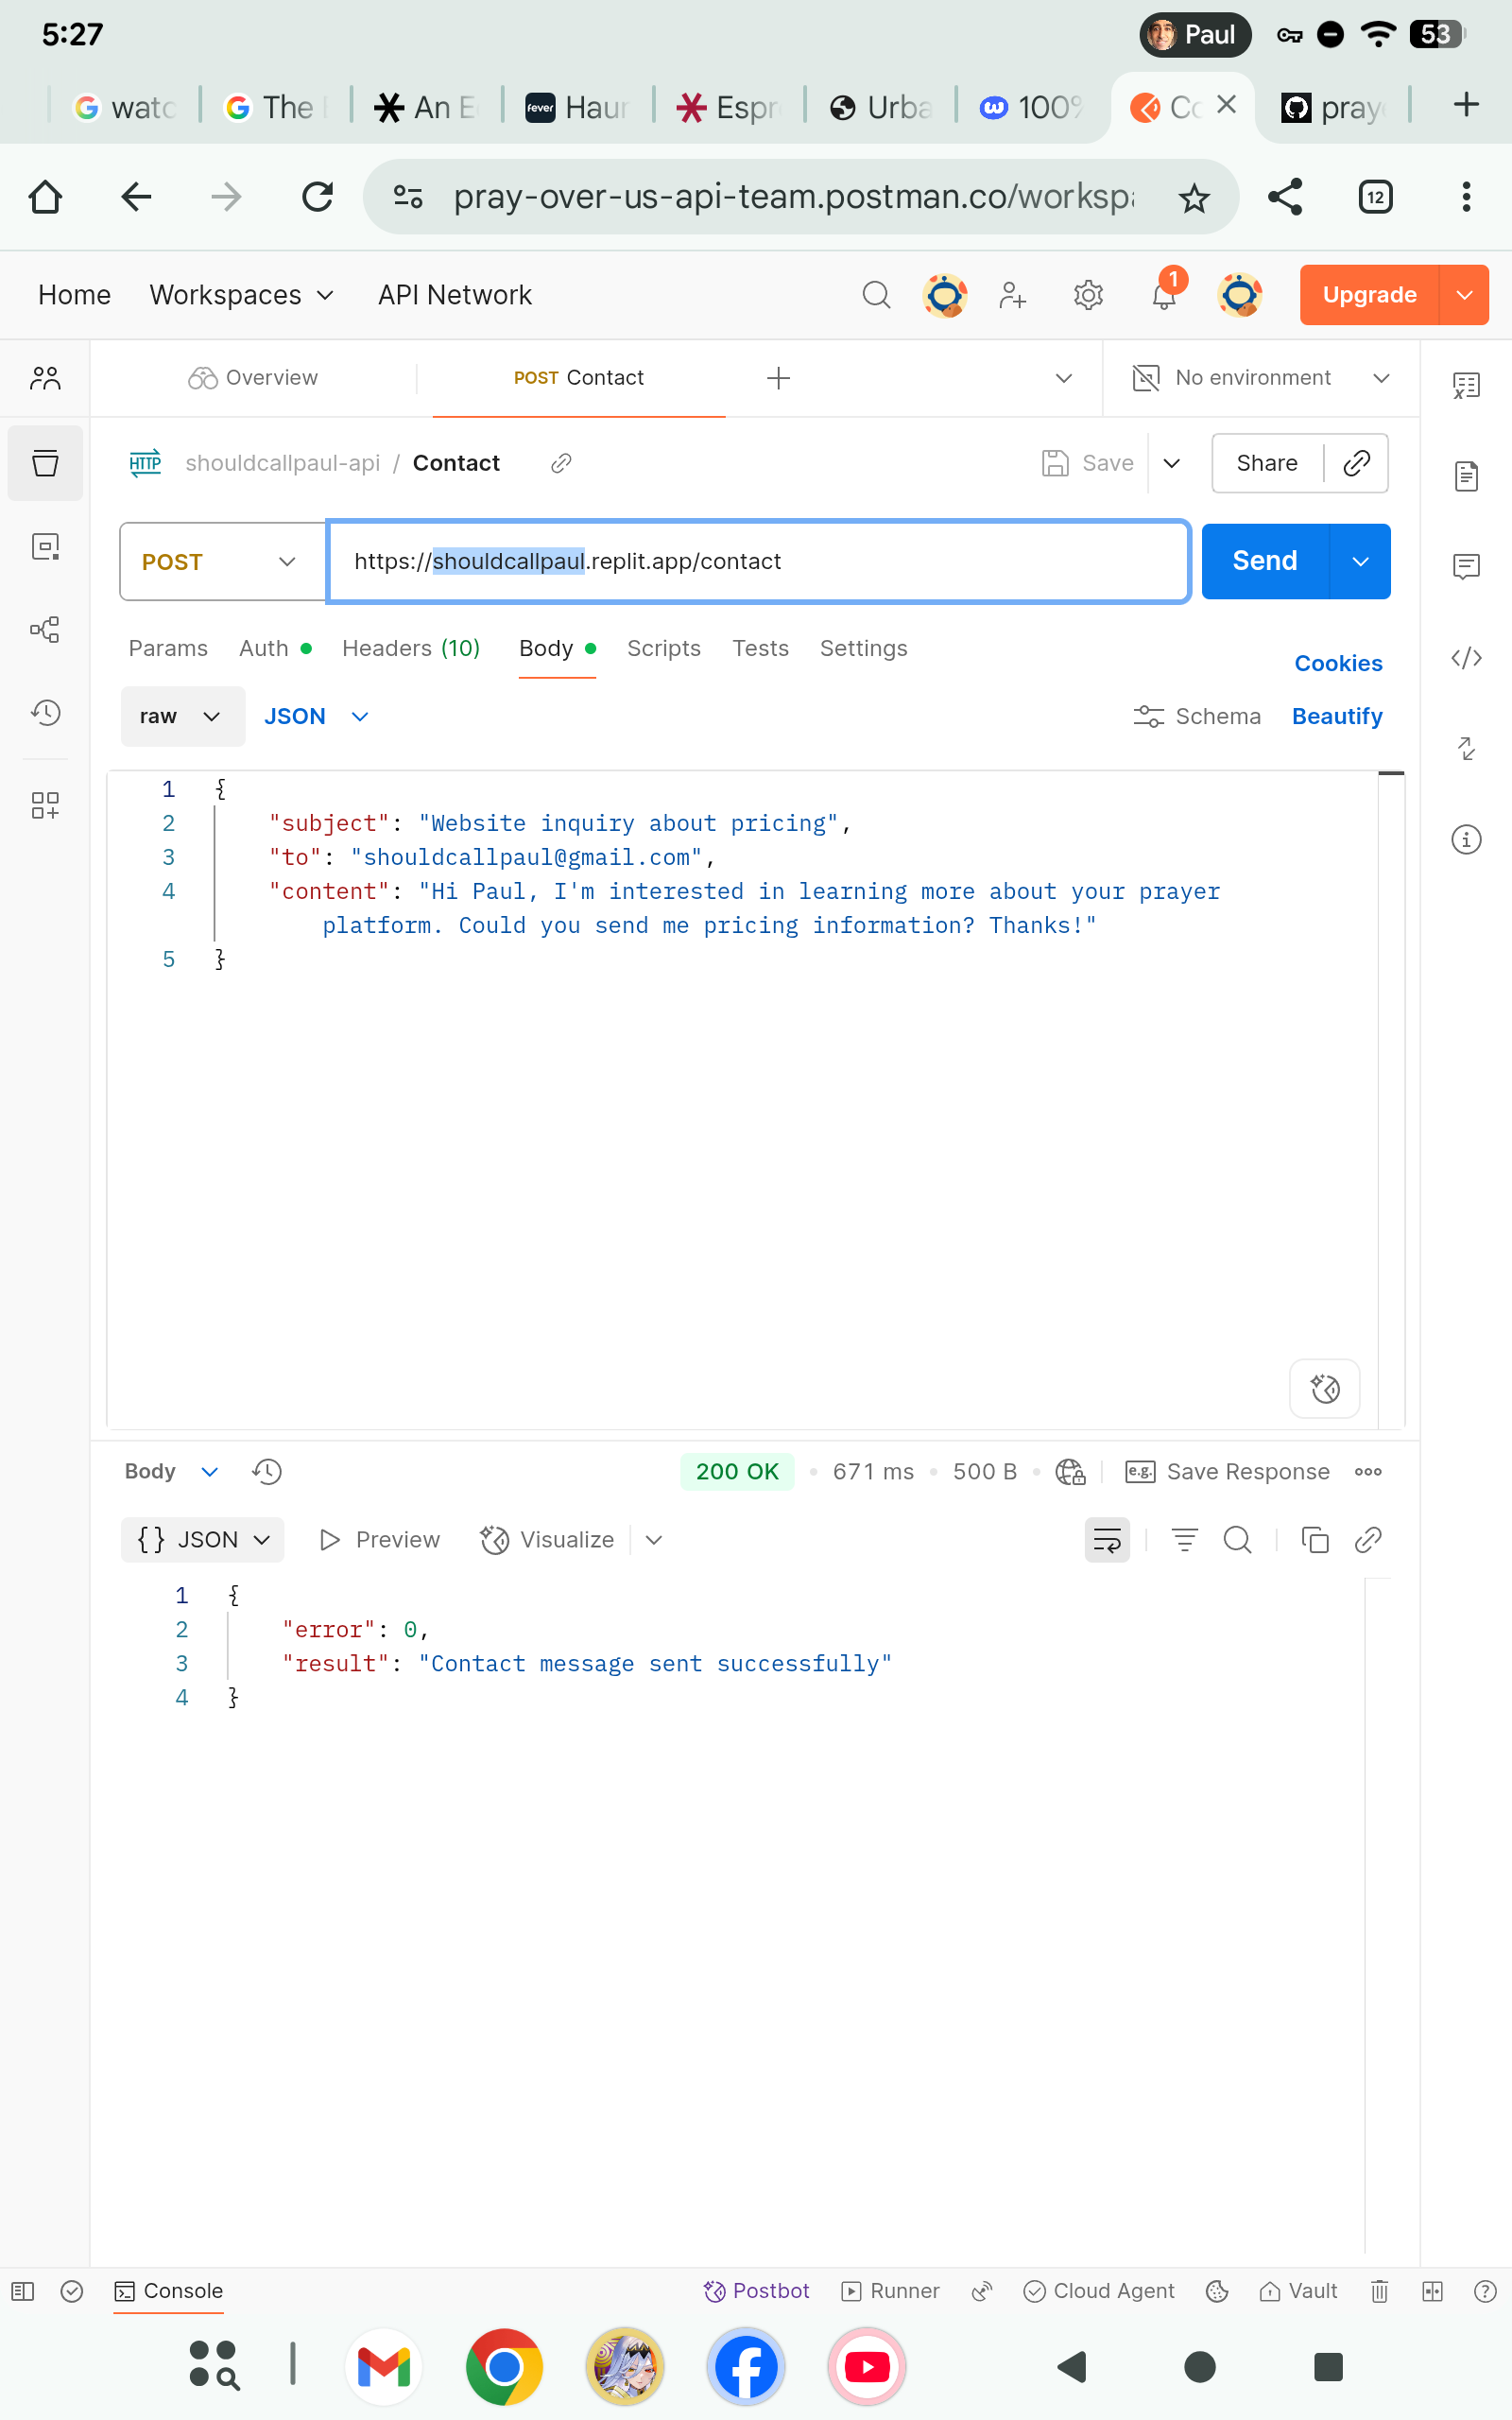 5:27
Paul
53
watc
The
An E
fever
Haun
Espr
Urba
100%
Co
praye
pray-over-us-api-team.postman.co/workspa
12
Home
Workspaces
API Network
1
Upgrade
Overview
POST Contact
No environment
HTTP
shouldcallpaul-api / Contact
Save
Share
POST
https://shouldcallpaul.replit.app/contact
Send
Params
Auth
Headers (10)
Body
Scripts
Tests
Settings
Cookies
raw
JSON
Schema
Beautify
1 {
2 "subject": "Website inquiry about pricing",
3 "to": "shouldcallpaul@gmail.com",
4 "content": "Hi Paul, I'm interested in learning more about your prayer
platform. Could you send me pricing information? Thanks!"
5 }
Body
200 OK
671 ms
500 B
e.g.
Save Response
{} JSON
Preview
Visualize
1 {
2 "error": 0,
3 "result": "Contact message sent successfully"
4 }
Console
Postbot
Runner
Cloud Agent
Vault